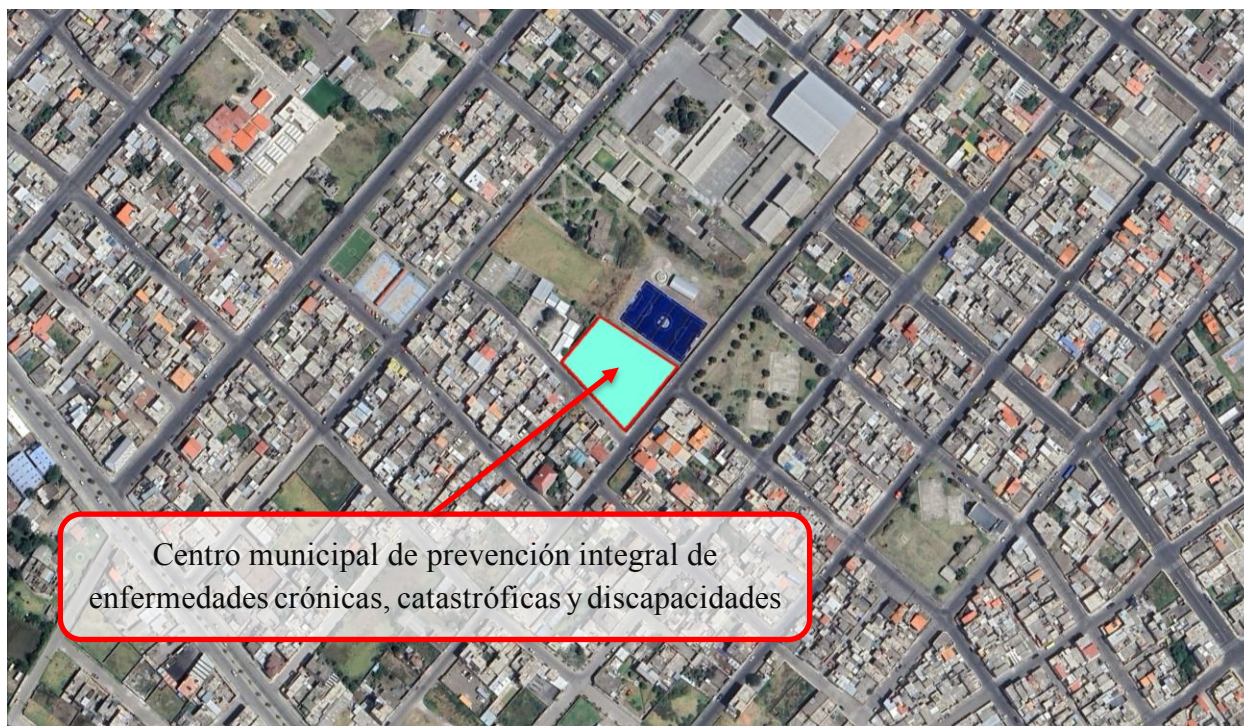 Centro municipal de prevención integral de
enfermedades crónicas, catastróficas y discapacidades